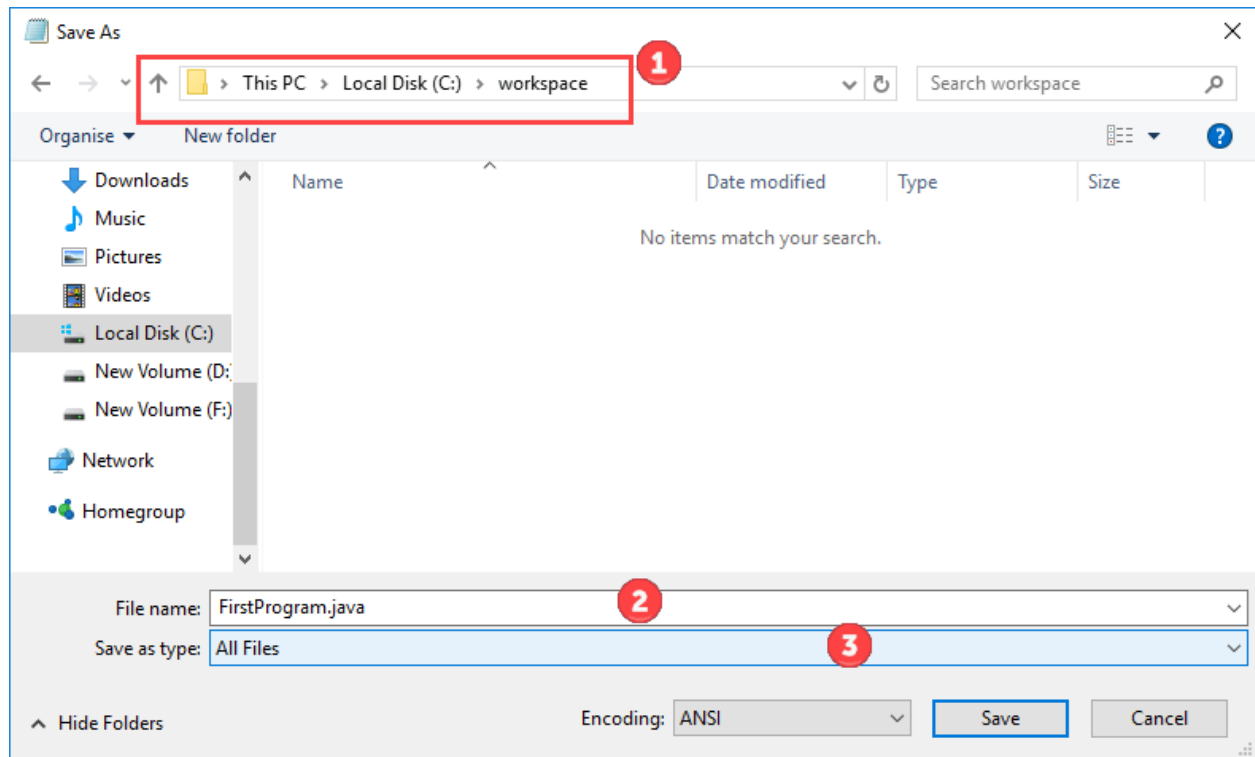 Save As
1
This PC > Local Disk (C:) > workspace
Search workspace
Organise
New folder
?
Downloads
Music
Pictures
Videos
Local Disk (C:)
New Volume (D:
New Volume (F:)
Network
Homegroup
Name
Date modified
Type
Size
No items match your search.
File name: FirstProgram.java
2
Save as type: All Files
3
Hide Folders
Encoding: ANSI
Save
Cancel